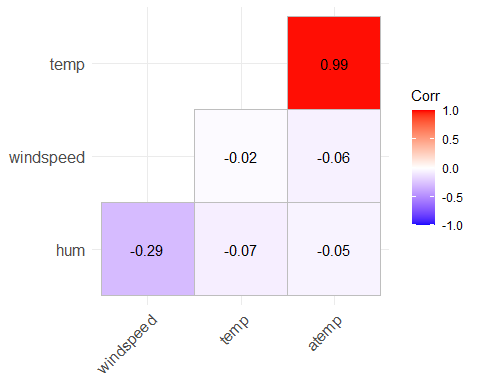 temp
0.99
windspeed
-0.02 -0.06
hum
-0.29 -0.07 -0.05
windspeed temp atemp
Corr
1.0
0.5
0.0
-0.5
-1.0